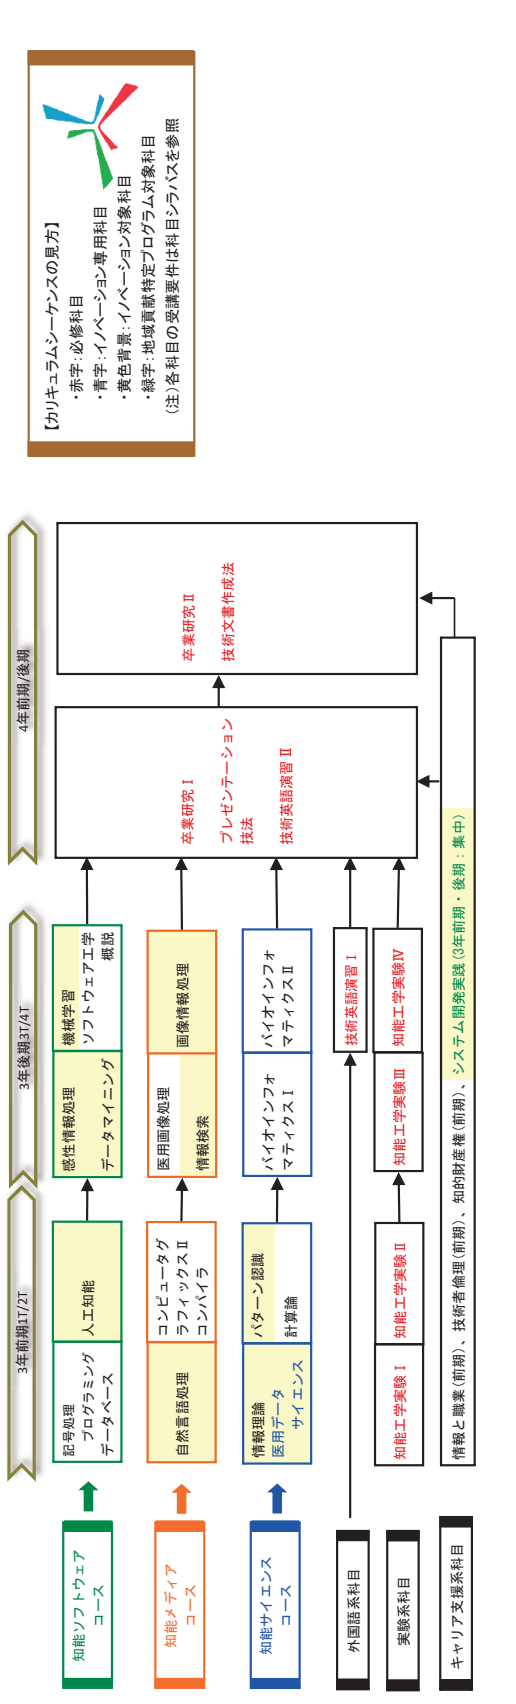 【カリキュラムシーケンスの見方】
・赤字：必修科目
・青字：イノベーション専用科目
・黄色背景：イノベーション対象科目
・緑字：地域貢献特定プログラム対象科目
（注）各科目の受講要件は科目シラバスを参照
3年前期1T/2T
3年後期3T/4T
4年前期/後期
知能ソフトウェア
コース
記号処理
プログラミング
データベース
人工知能
感性情報処理
データマイニング
機械学習
ソフトウェア工学
概説
知能メディア
コース
自然言語処理
コンピュータグ
ラフィックスⅡ
コンパイラ
医用画像処理
情報検索
画像情報処理
知能サイエンス
コース
情報理論
医用データ
サイエンス
パターン認識
計算論
バイオインフォ
マティクスⅠ
バイオインフォ
マティクスⅡ
卒業研究Ⅰ
プレゼンテーション
技法
技術英語演習Ⅱ
卒業研究Ⅱ
技術文書作成法
外国語系科目
技術英語演習Ⅰ
実験系科目
知能工学実験Ⅰ
知能工学実験Ⅱ
知能工学実験Ⅲ
知能工学実験Ⅳ
キャリア支援系科目
情報と職業(前期)、技術者倫理(前期)、知的財産権(前期)、システム開発実践(3年前期・後期：集中)